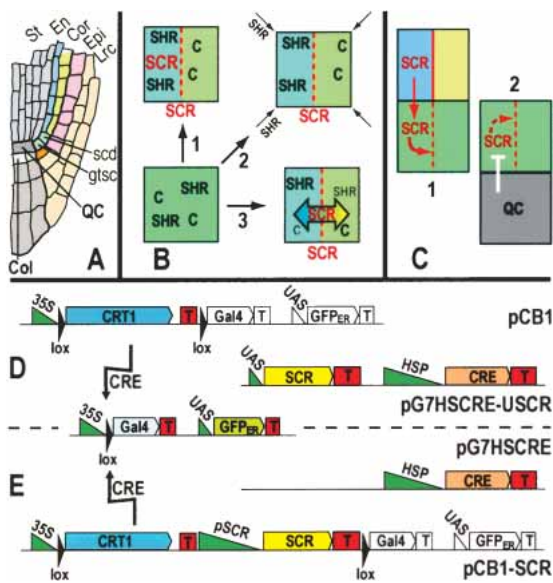 St
En
Cor
Ep
Lrc
scd
gtsc
QC
Col
A
SHR
C
SCR
C
SCR
1
SHR
SHR
C
C
SHR
2
C
SHR
SHR
C
3
SHR
SHR
SCR
C
C
SCR
B
SCR
SCR
1
2
SCR
QC
C
35S
CRT1
T
Gal4
T
UAS
GFPER
T
pCB1
lox
lox
D
CRE
UAS
SCR
T
HSP
CRE
T
pG7HSCRE-USCR
35S
Gal4
T
UAS
GFPER
T
lox
pG7HSCRE
E
CRE
HSP
CRE
T
35S
CRT1
T
pSCR
SCR
T
Gal4
T
UAS
GFPER
T
lox
lox
pCB1-SCR